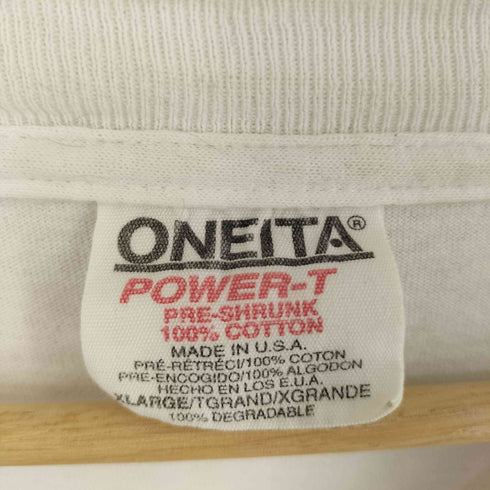 ONEITA®
POWER-T
PRE-SHRUNK
100% COTTON
MADE IN U.S.A.
PRÉ-RÉTRÉCI/100% COTON
PRE-ENCOGIDO/100% ALGODON
HECHO EN LOS E.U.A.
XLARGE/TGRAND/XGRANDE
100% DEGRADABLE